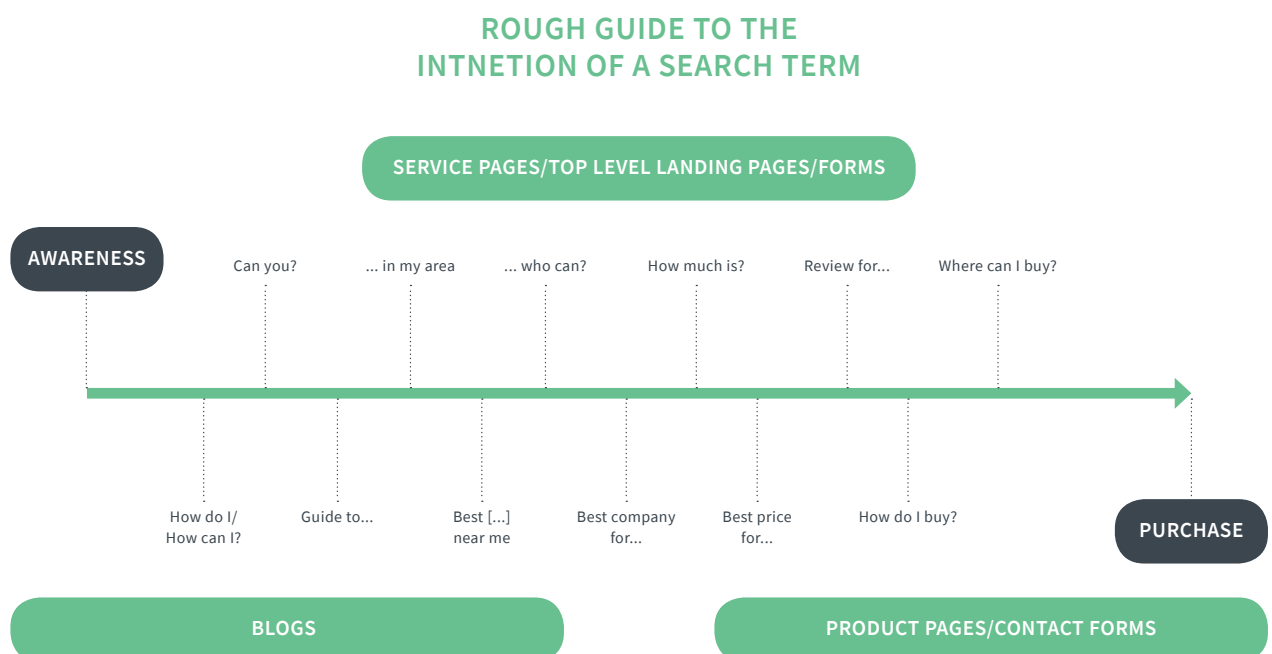 ROUGH GUIDE TO THE
INTNETION OF A SEARCH TERM
SERVICE PAGES/TOP LEVEL LANDING PAGES/FORMS
AWARENESS
Can you?
... in my area
... who can?
How much is?
Review for...
Where can I buy?
How do I/
How can I?
Guide to...
Best [...]
near me
Best company
for...
Best price
for...
How do I buy?
PURCHASE
BLOGS
PRODUCT PAGES/CONTACT FORMS